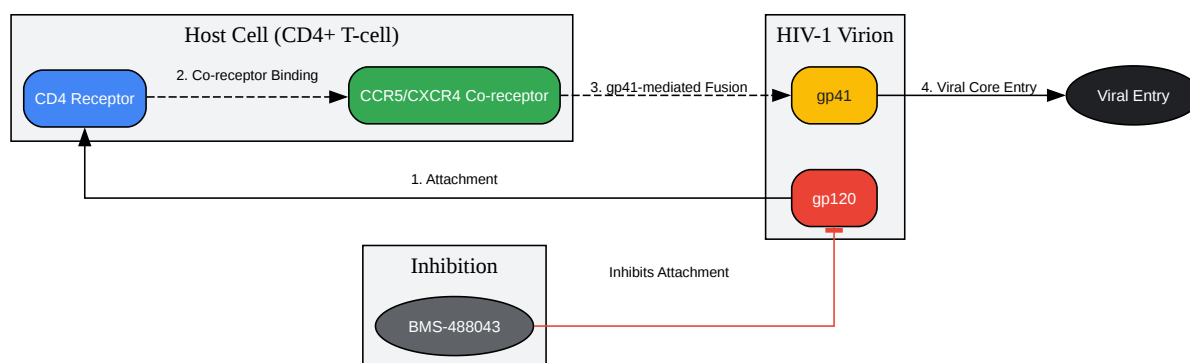 Host Cell (CD4+ T-cell)
HIV-1 Virion
2. Co-receptor Binding
CD4 Receptor
CCR5/CXCR4 Co-receptor
3. gp41-mediated Fusion
gp41
4. Viral Core Entry
Viral Entry
1. Attachment
gp120
Inhibition
Inhibits Attachment
BMS-488043